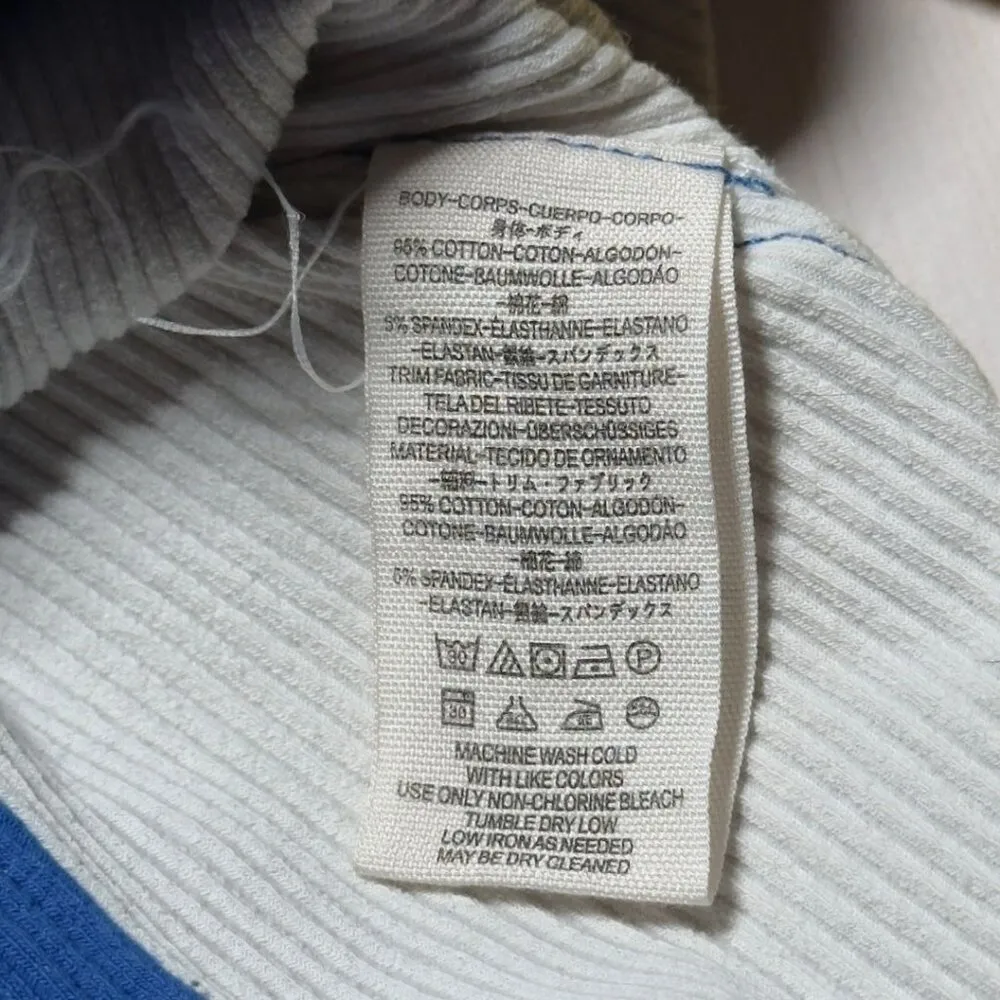 BODY-CORPS-CUERPO-CORPO-
身体-ボディ
95% COTTON-COTON-ALGODÓN-
COTONE-BAUMWOLLE-ALGODÃO
-棉花-綿
5% SPANDEX-ÉLASTHANNE-ELASTANO
-ELASTAN-氨綸-スパンデックス
TRIM FABRIC-TISSU DE GARNITURE-
TELA DEL RIBETE-TESSUTO
DECORAZIONI-ÜBERSCHÜSSIGES
MATERIAL-TECIDO DE ORNAMENTO
-トリム・ファブリック
95% COTTON-COTON-ALGODÓN-
COTONE-BAUMWOLLE-ALGODÃO
-棉花-綿
5% SPANDEX-ÉLASTHANNE-ELASTANO
-ELASTAN-氨綸-スパンデックス
30 P
30
MACHINE WASH COLD
WITH LIKE COLORS
USE ONLY NON-CHLORINE BLEACH
TUMBLE DRY LOW
LOW IRON AS NEEDED
MAY BE DRY CLEANED